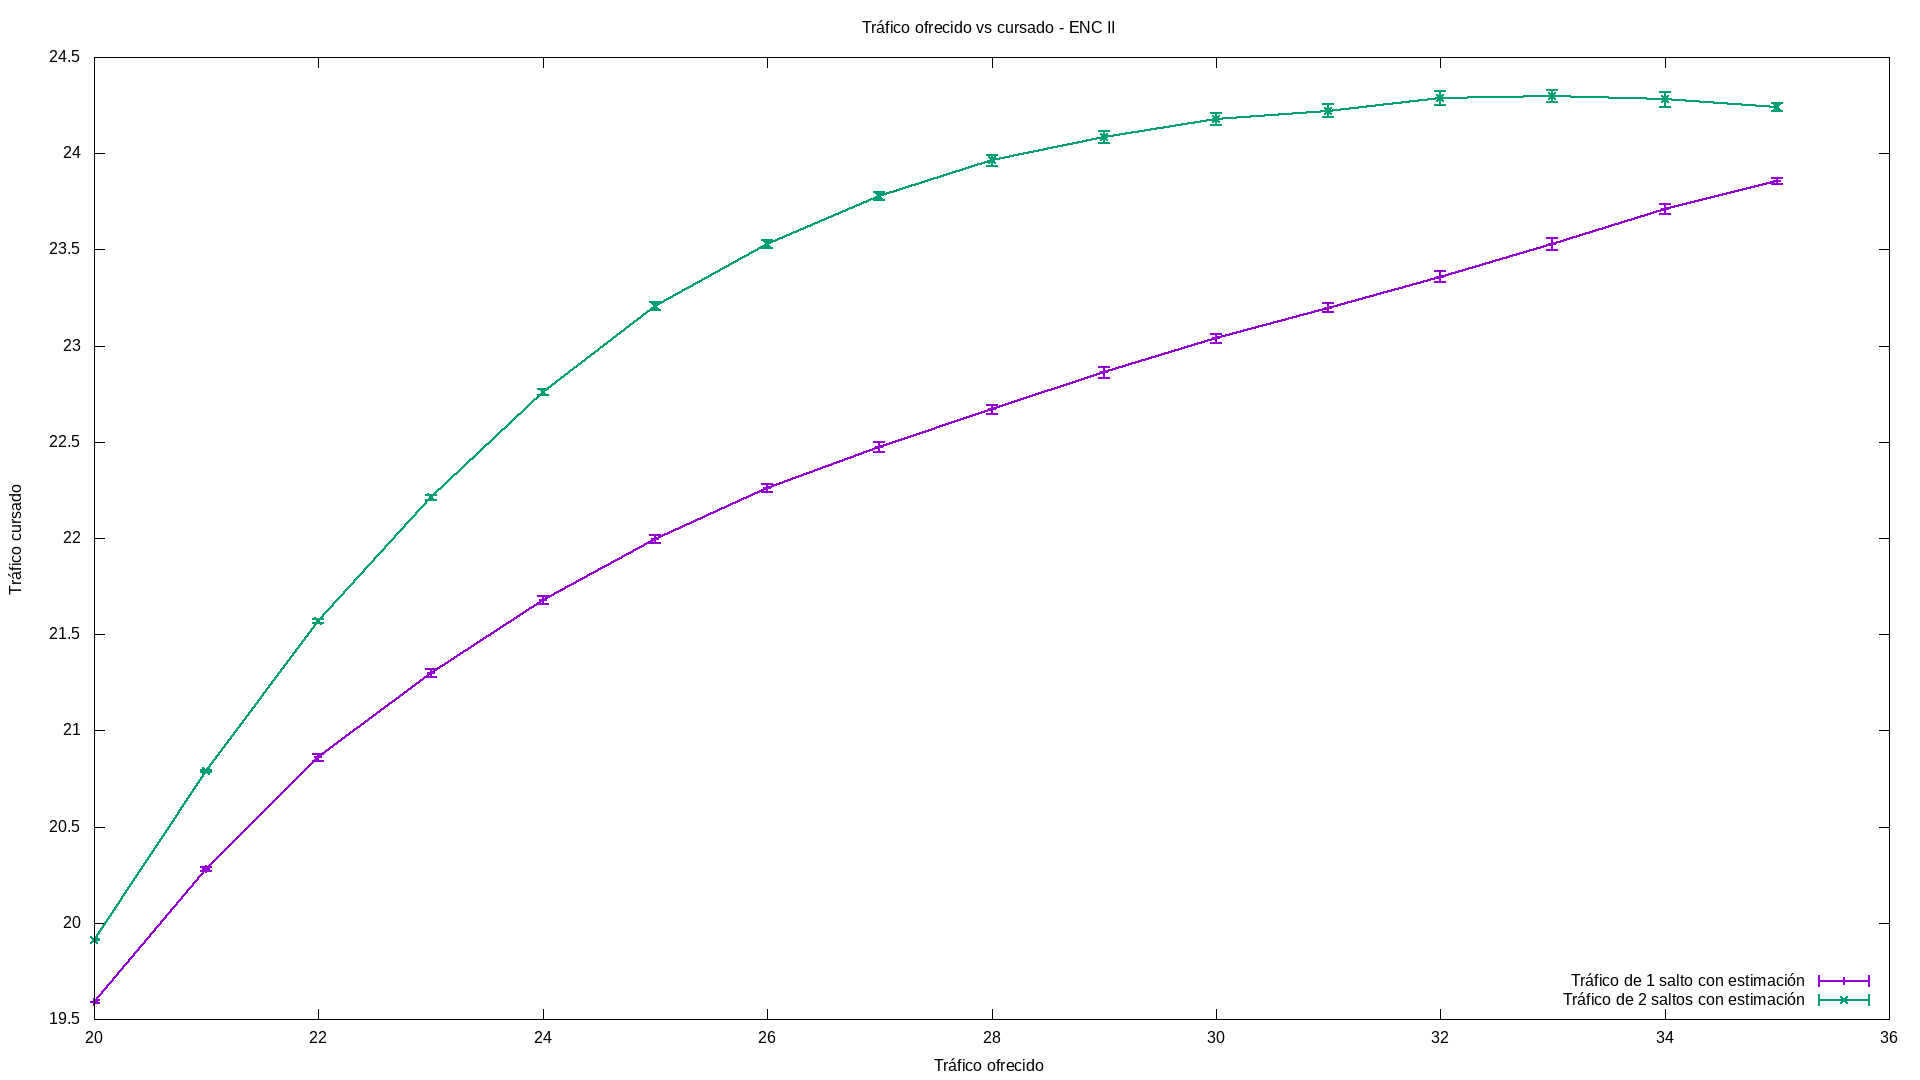 Tráfico ofrecido vs cursado - ENC II
24.5
24
23.5
23
22.5
22
21.5
21
20.5
20
19.5
Tráfico cursado
Tráfico de 1 salto con estimación
Tráfico de 2 saltos con estimación
20 22 24 26 28 30 32 34 36
Tráfico ofrecido